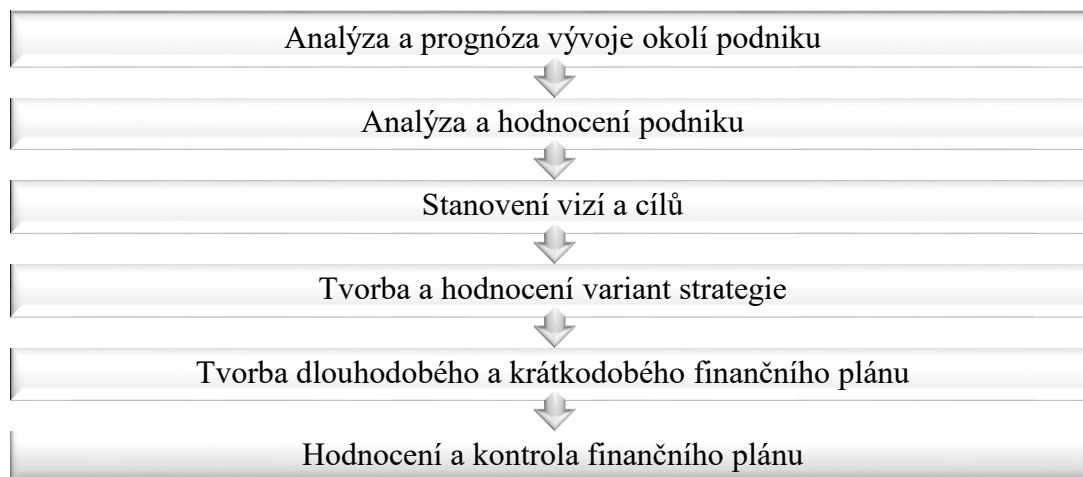 Analýza a prognóza vývoje okolí podniku
Analýza a hodnocení podniku
Stanovení vizí a cílů
Tvorba a hodnocení variant strategie
Tvorba dlouhodobého a krátkodobého finančního plánu
Hodnocení a kontrola finančního plánu